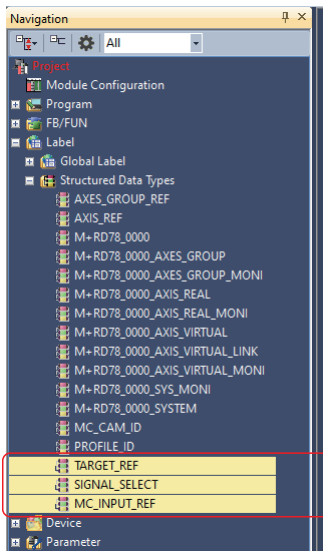 Navigation
All
Project
Module Configuration
Program
FB/FUN
Label
Global Label
Structured Data Types
AXES_GROUP_REF
AXIS_REF
M+RD78_0000
M+RD78_0000_AXES_GROUP
M+RD78_0000_AXES_GROUP_MONI
M+RD78_0000_AXIS_REAL
M+RD78_0000_AXIS_REAL_MONI
M+RD78_0000_AXIS_VIRTUAL
M+RD78_0000_AXIS_VIRTUAL_LINK
M+RD78_0000_AXIS_VIRTUAL_MONI
M+RD78_0000_SYS_MONI
M+RD78_0000_SYSTEM
MC_CAM_ID
PROFILE_ID
TARGET_REF
SIGNAL_SELECT
MC_INPUT_REF
Device
Parameter